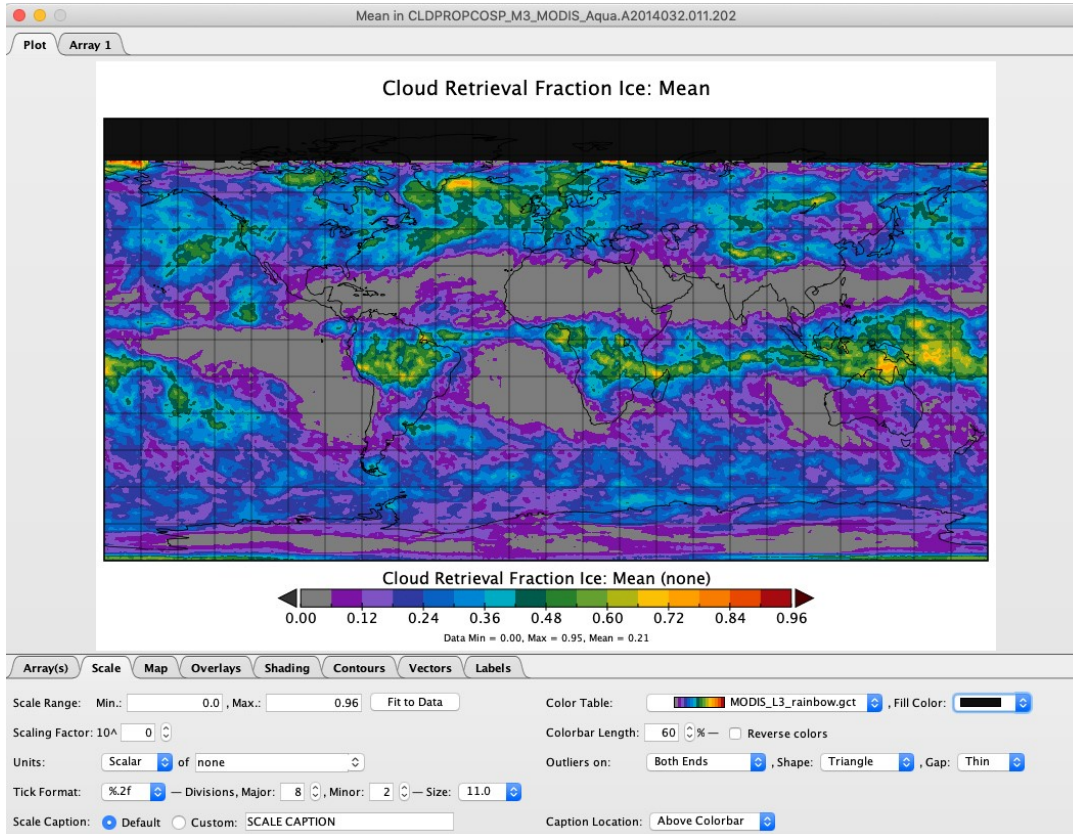 Mean in CLDPROPCOSP_M3_MODIS_Aqua.A2014032.011.202
Plot Array 1
Cloud Retrieval Fraction Ice: Mean
Cloud Retrieval Fraction Ice: Mean (none)
0.00 0.12 0.24 0.36 0.48 0.60 0.72 0.84 0.96
Data Min = 0.00, Max = 0.95, Mean = 0.21
Array(s) Scale Map Overlays Shading Contours Vectors Labels
Scale Range: Min.: 0.0 , Max.: 0.96 Fit to Data Color Table: MODIS_L3_rainbow.gct , Fill Color:
Scaling Factor: 10^ 0 Colorbar Length: 60 % — Reverse colors
Units: Scalar of none Outliers on: Both Ends , Shape: Triangle , Gap: Thin
Tick Format: %.2f — Divisions, Major: 8 , Minor: 2 — Size: 11.0
Scale Caption: Default Custom: SCALE CAPTION Caption Location: Above Colorbar